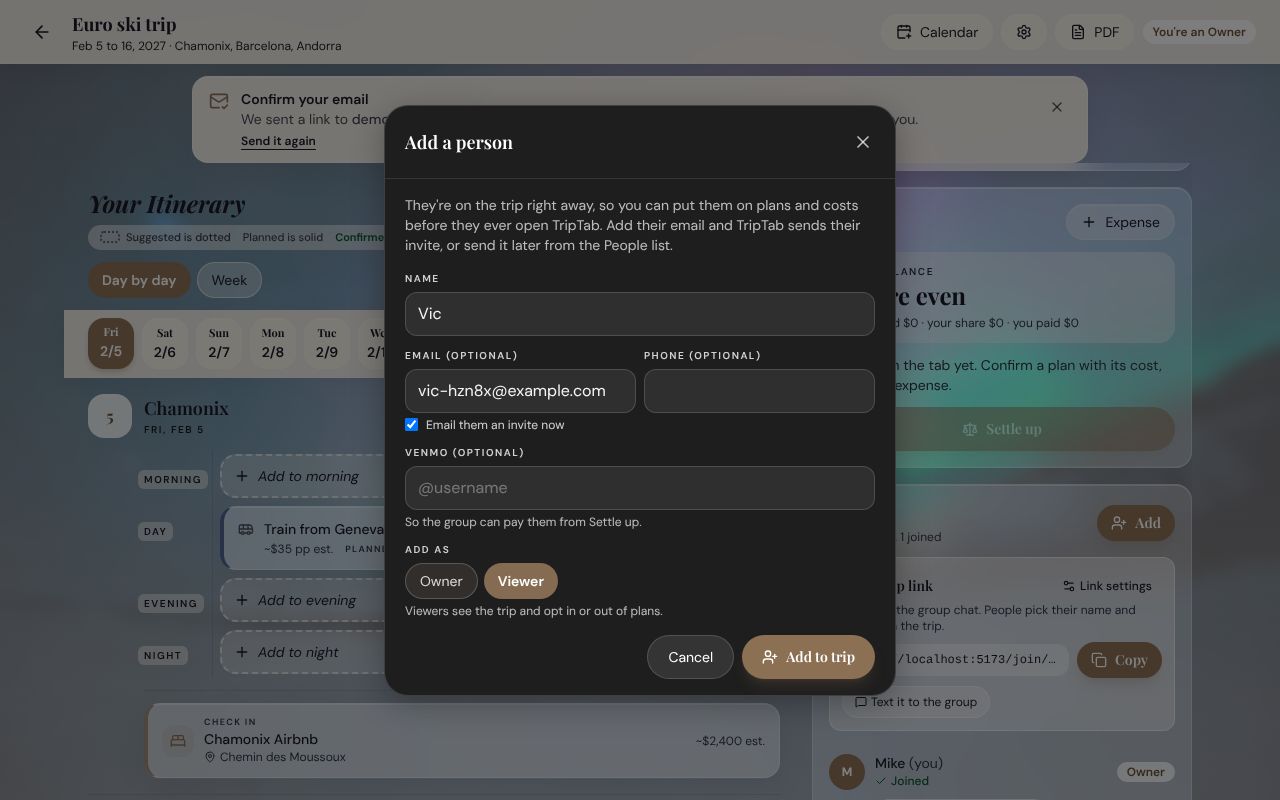 Euro ski trip
Feb 5 to 16, 2027 · Chamonix, Barcelona, Andorra
Calendar
PDF
You're an Owner
Confirm your email
We sent a link to
you.
Send it again
Your Itinerary
Suggested is dotted Planned is solid
Day by day
Week
Fri 2/5
Sat 2/6
Sun 2/7
Mon 2/8
Tue 2/9
5
Chamonix
FRI, FEB 5
MORNING
Add to morning
DAY
Train from Geneva
~$35 pp est.
EVENING
Add to evening
NIGHT
Add to night
CHECK IN
Chamonix Airbnb
~$2,400 est.
Chemin des Moussoux
Add a person
They're on the trip right away, so you can put them on plans and costs
before they ever open TripTab. Add their email and TripTab sends their
invite, or send it later from the People list.
NAME
Vic
EMAIL (OPTIONAL)
PHONE (OPTIONAL)
vic-hzn8x@example.com
Email them an invite now
VENMO (OPTIONAL)
@username
So the group can pay them from Settle up.
ADD AS
Owner
Viewer
Viewers see the trip and opt in or out of plans.
Cancel
Add to trip
Expense
even
$0 · your share $0 · you paid $0
the tab yet. Confirm a plan with its cost,
expense.
Settle up
1 joined
Add
link
Link settings
the group chat. People pick their name and
the trip.
/localhost:5173/join/…
Copy
Text it to the group
M
Mike (you)
Joined
Owner